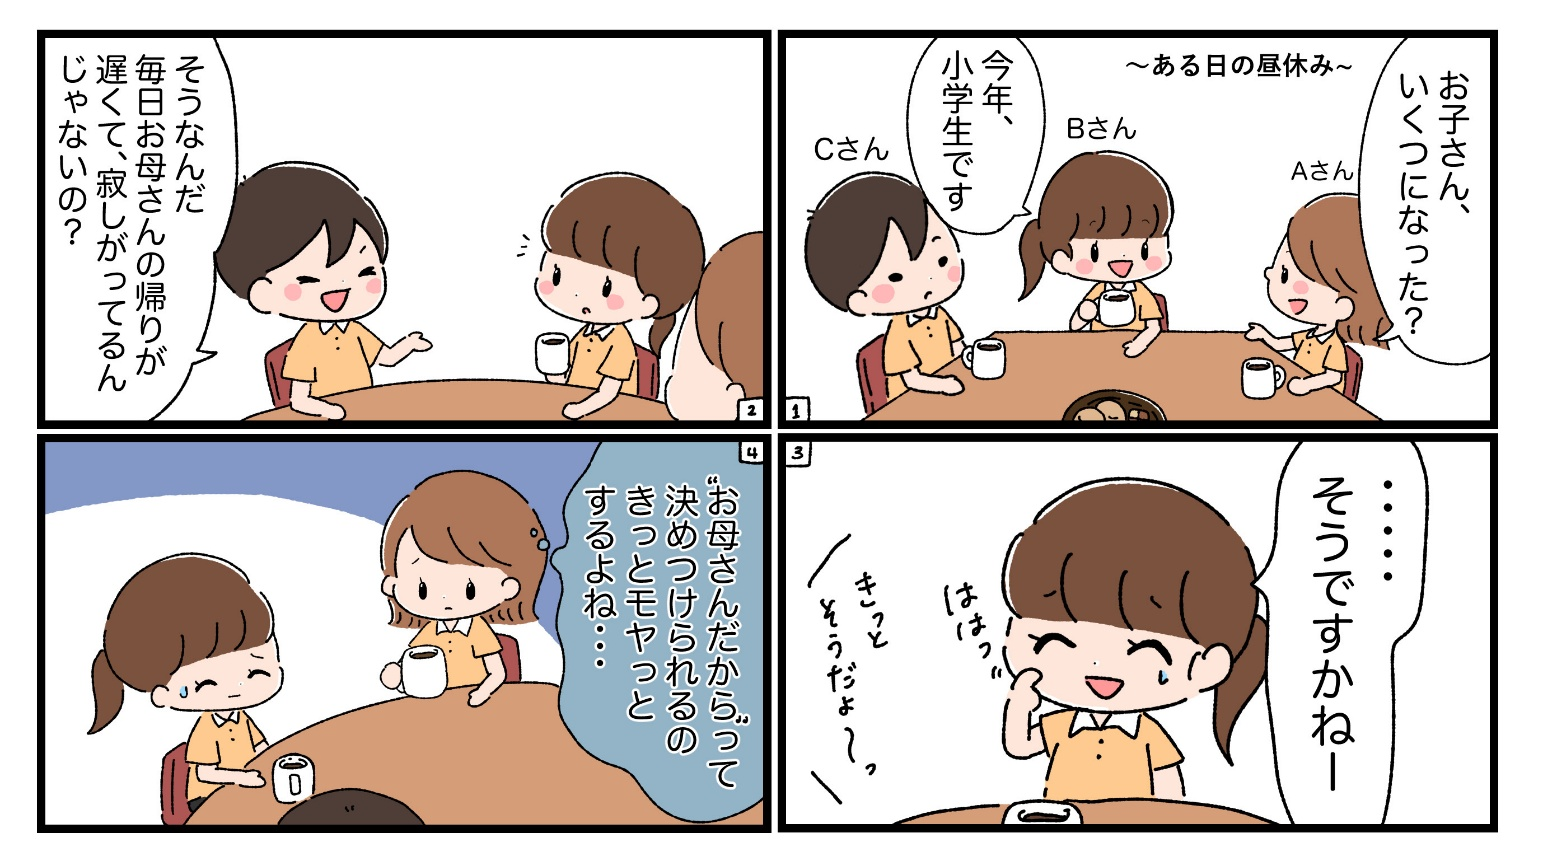 ～ある日の昼休み～
お子さん、
いくつになった？
Aさん
Bさん
今年、
小学生です
Cさん
1
そうなんだ
毎日お母さんの帰りが
遅くて、寂しがってるん
じゃないの？
2
3
・・・・
そうですかねー
ははっ
きっと
そうだよ～っ
4
“お母さんだから”って
決めつけられるの
きっとモヤっと
するよね・・・